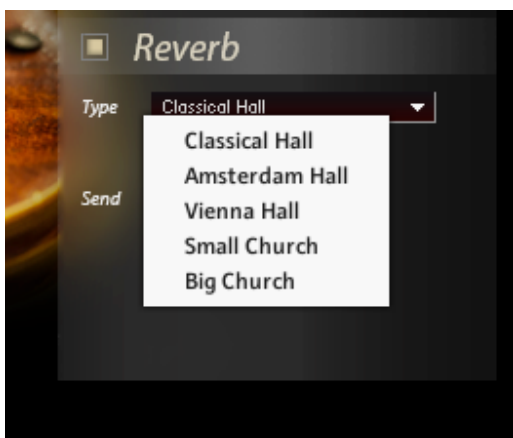 Reverb
Type Classical Hall
Classical Hall
Amsterdam Hall
Vienna Hall
Send
Small Church
Big Church